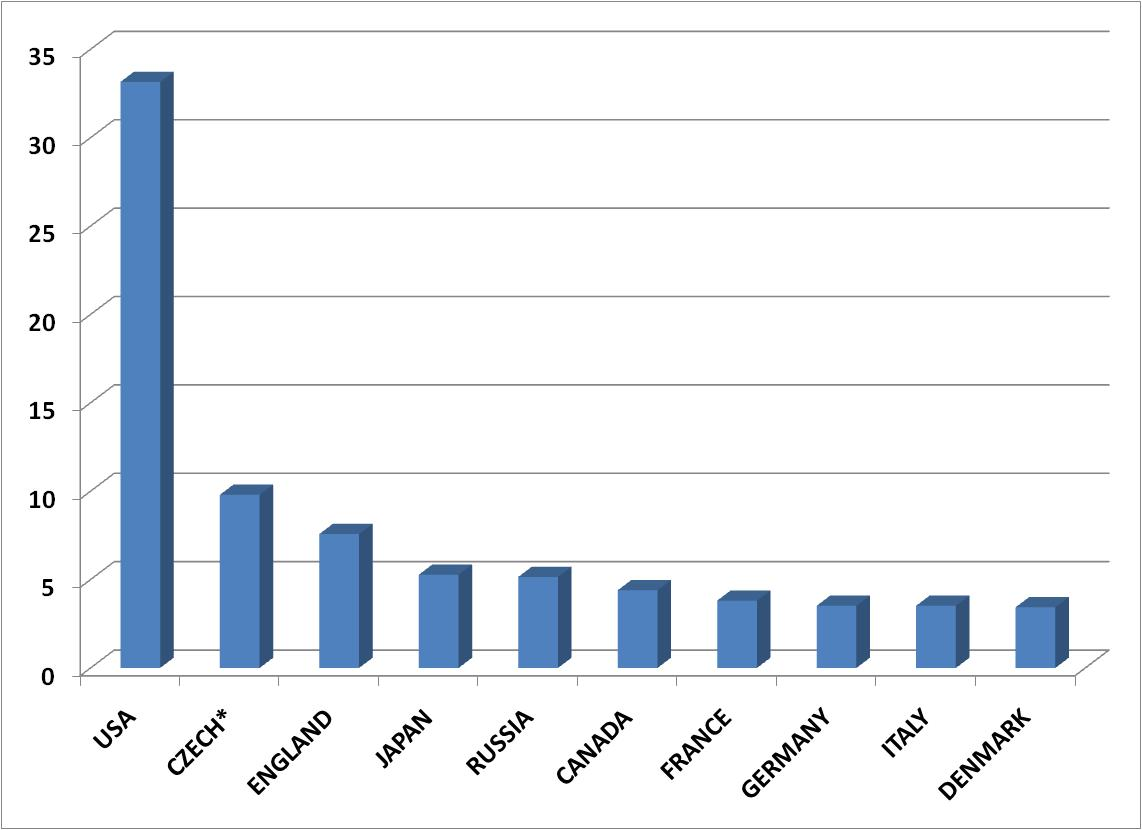 35
30
25
20
15
10
5
0
USA
CZECH*
ENGLAND
JAPAN
RUSSIA
CANADA
FRANCE
GERMANY
ITALY
DENMARK